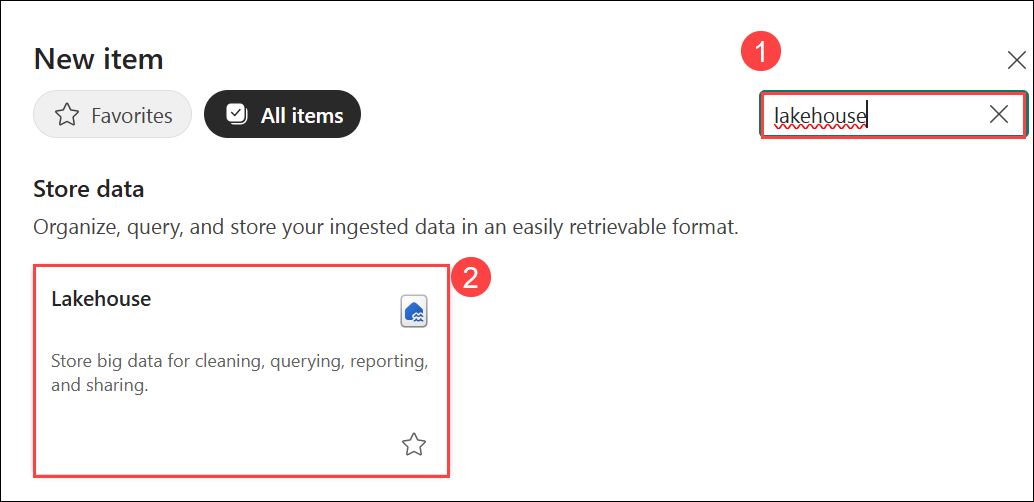 New item
1
Favorites
All items
lakehouse
Store data
Organize, query, and store your ingested data in an easily retrievable format.
2
Lakehouse
Store big data for cleaning, querying, reporting,
and sharing.